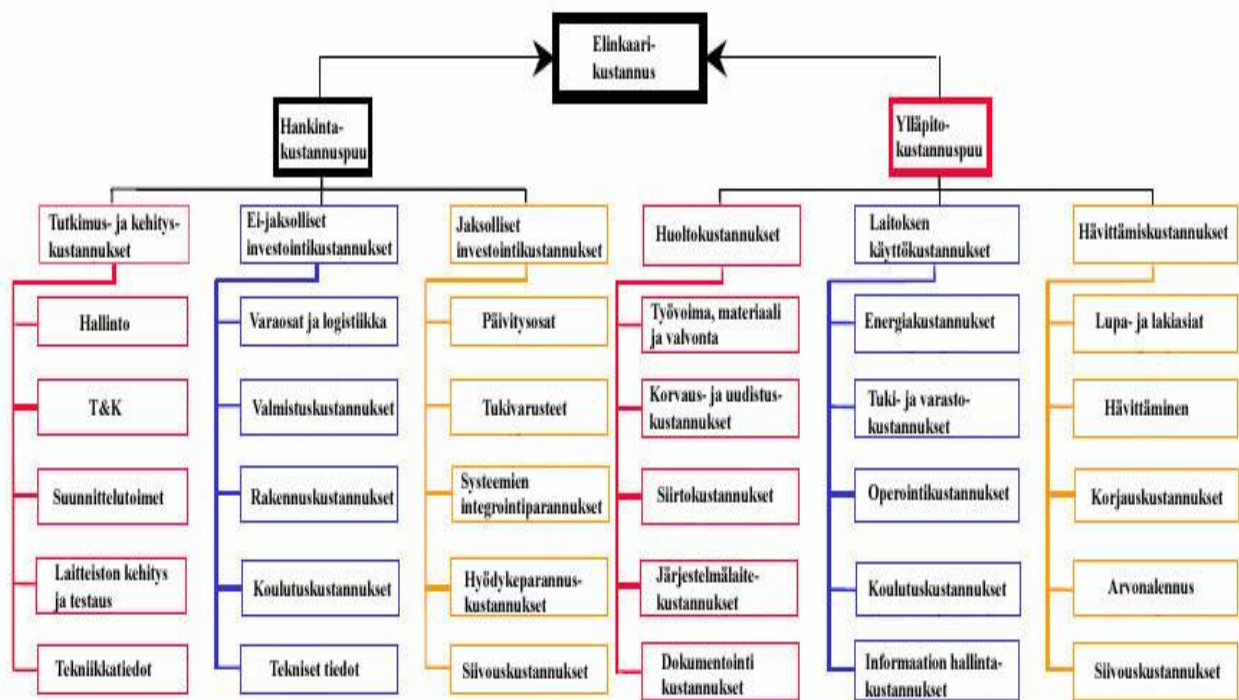 Elinkaari-
kustannus
Hankinta-
kustannuspuu
Ylläpito-
kustannuspuu
Tutkimus- ja kehitys-
kustannukset
Ei-jaksolliset
investointikustannukset
Jaksolliset
investointikustannukset
Huoltokustannukset
Laitoksen
käyttökustannukset
Hävittämiskustannukset
Hallinto
Varaosat ja logistiikka
Päivitysosat
Työvoima, materiaali
ja valvonta
Energiakustannukset
Lupa- ja lakiasiat
T&K
Valmistuskustannukset
Tukivarusteet
Korvaus- ja uudistus-
kustannukset
Tuki- ja varasto-
kustannukset
Hävittäminen
Suunnittelutoimet
Rakennuskustannukset
Systeemien
integrointiparannukset
Siirtokustannukset
Operointikustannukset
Korjauskustannukset
Laitteiston kehitys
ja testaus
Koulutuskustannukset
Hyödykeparannus-
kustannukset
Järjestelmälaite-
kustannukset
Koulutuskustannukset
Arvonalennus
Tekniikkatiedot
Tekniset tiedot
Siivouskustannukset
Dokumentointi
kustannukset
Informaation hallinta-
kustannukset
Siivouskustannukset